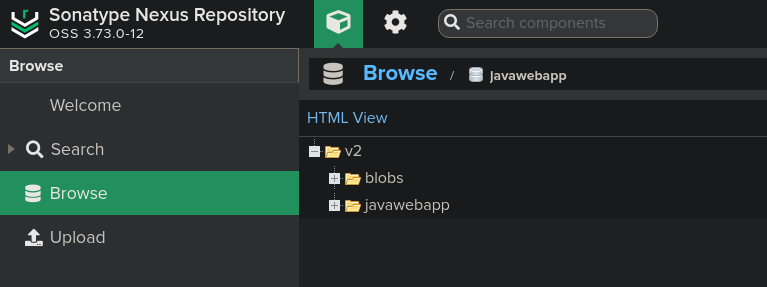 Sonatype Nexus Repository
OSS 3.73.0-12
Search components
Browse
Browse / javawebapp
Welcome
HTML View
Search
v2
blobs
Browse
javawebapp
Upload